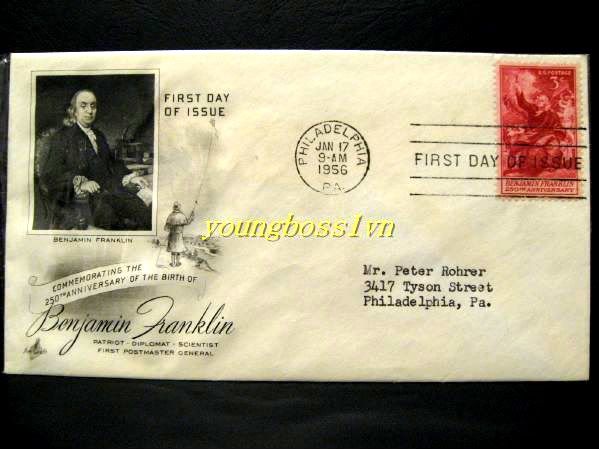 FIRST DAY
OF ISSUE
BENJAMIN FRANKLIN
COMMEMORATING THE
250TH ANNIVERSARY OF THE BIRTH OF
Benjamin Franklin
PATRIOT - DIPLOMAT - SCIENTIST
FIRST POSTMASTER GENERAL
youngboss1vn
PHILADELPHIA
JAN 17
9-AM
1956
PA.
FIRST DAY OF ISSUE
U.S. POSTAGE
3¢
BENJAMIN FRANKLIN
250TH ANNIVERSARY
Mr. Peter Rohrer
3417 Tyson Street
Philadelphia, Pa.